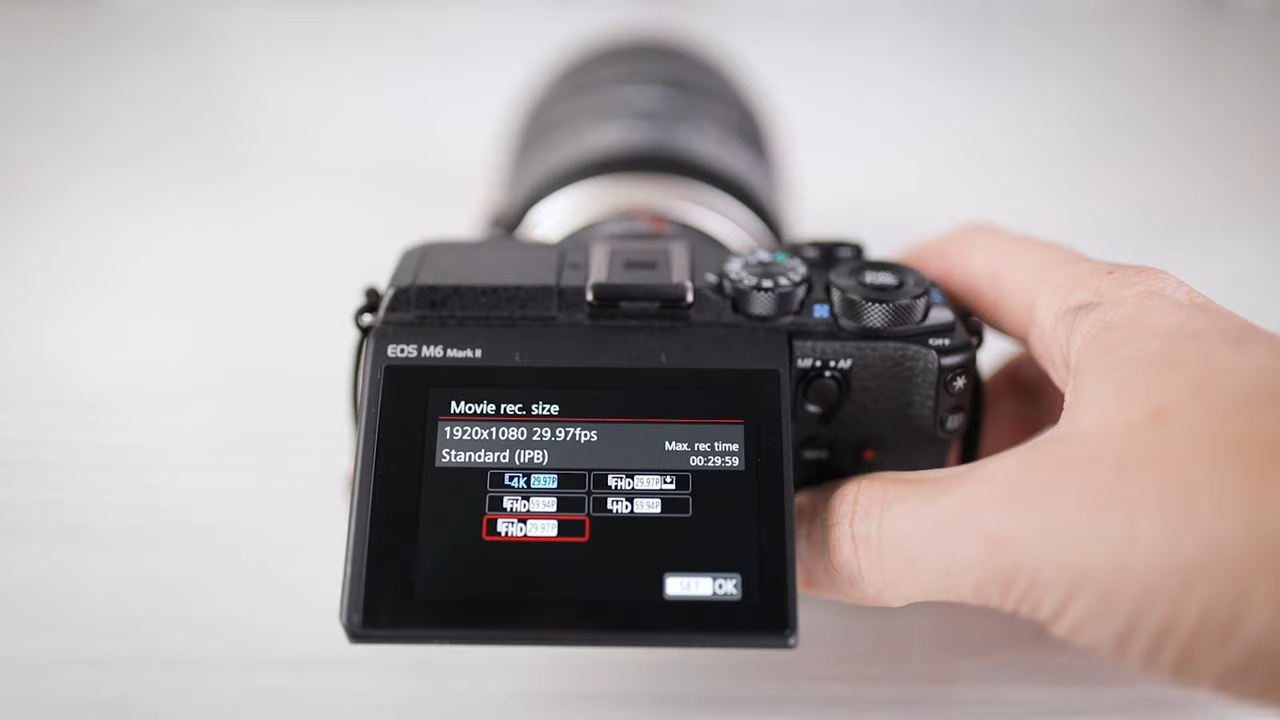 OFF
EOS M6 Mark II
MF AF
Movie rec. size
1920x1080 29.97fps
Standard (IPB)
Max. rec time
00:29:59
4K 29.97P
FHD 29.97P
FHD 59.94P
HD 59.94P
FHD 29.97P
SET OK